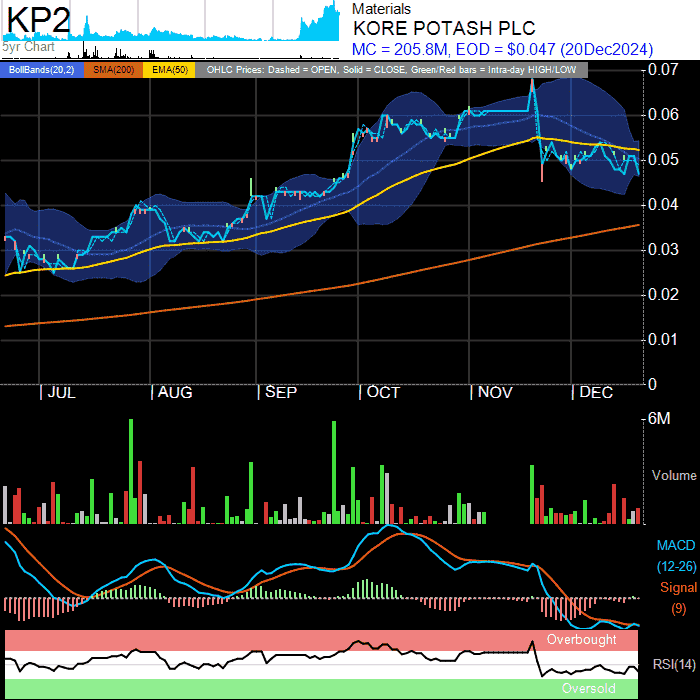 KP2
5yr Chart
Materials
KORE POTASH PLC
MC = 205.8M, EOD = $0.047 (20Dec2024)
BollBands(20,2) SMA(200) EMA(50) OHLC Prices: Dashed = OPEN, Solid = CLOSE, Green/Red bars = Intra-day HIGH/LOW
0.07
0.06
0.05
0.04
0.03
0.02
0.01
0
JUL AUG SEP OCT NOV DEC
6M
Volume
MACD
(12-26)
Signal
(9)
Overbought
RSI(14)
Oversold